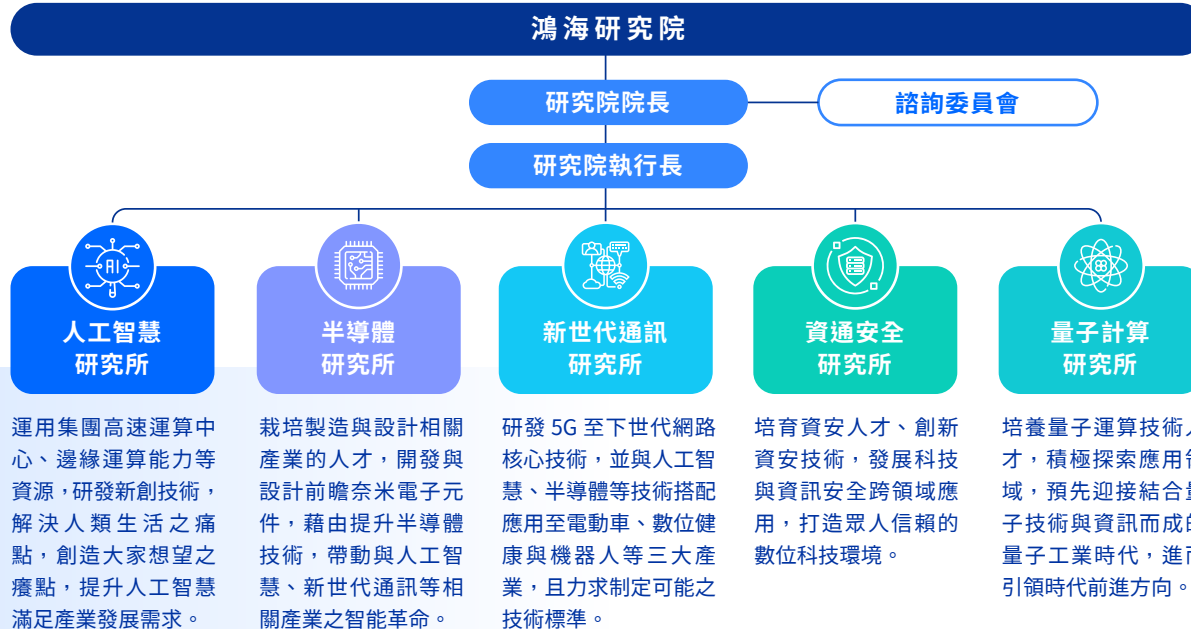 鴻海研究院
研究院院長
諮詢委員會
研究院執行長
AI
人工智慧
研究所
半導體
研究所
新世代通訊
研究所
資通安全
研究所
量子計算
研究所
運用集團高速運算中
心、邊緣運算能力等
資源，研發新創技術，
解決人類生活之痛
點，創造大家想望之
癢點，提升人工智慧
滿足產業發展需求。
栽培製造與設計相關
產業的人才，開發與
設計前瞻奈米電子元
件，藉由提升半導體
技術，帶動與人工智
慧、新世代通訊等相
關產業之智能革命。
研發 5G 至下世代網路
核心技術，並與人工智
慧、半導體等技術搭配
應用至電動車、數位健
康與機器人等三大產
業，且力求制定可能之
技術標準。
培育資安人才、創新
資安技術，發展科技
與資訊安全跨領域應
用，打造眾人信賴的
數位科技環境。
培養量子運算技術人
才，積極探索應用領
域，預先迎接結合量
子技術與資訊而成的
量子工業時代，進而
引領時代前進方向。